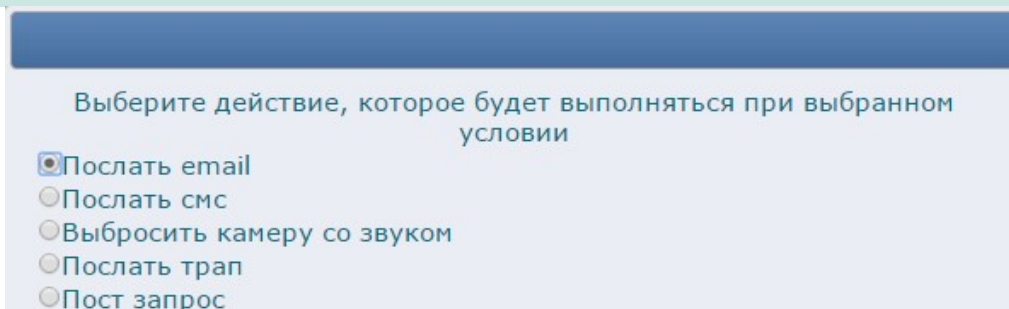 Выберите действие, которое будет выполняться при выбранном
условии
Послать email
Послать смс
Выбросить камеру со звуком
Послать трап
Пост запрос